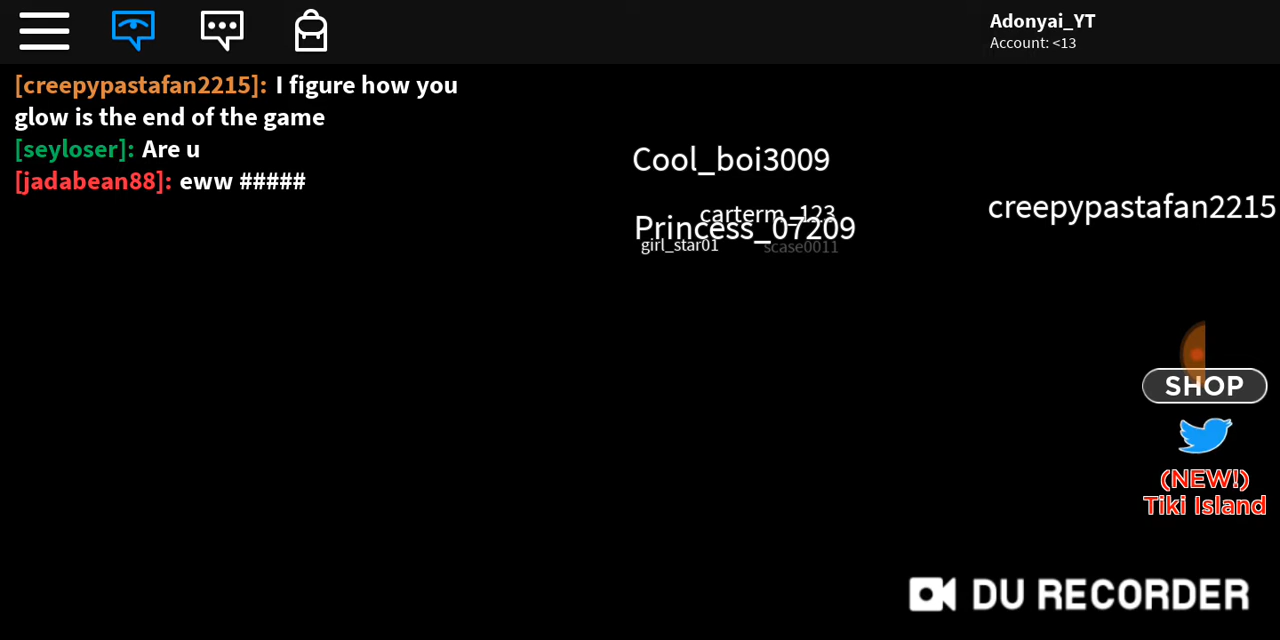 Adonyai_YT
Account: <13
[creepypastafan2215]: I figure how you
glow is the end of the game
[seyloser]: Are u
[jadabean88]: eww #####
Cool_boi3009
creepypastafan2215
carterm_123
Princess_07209
girl_star01
scase0011
SHOP
(NEW!)
Tiki Island
DU RECORDER